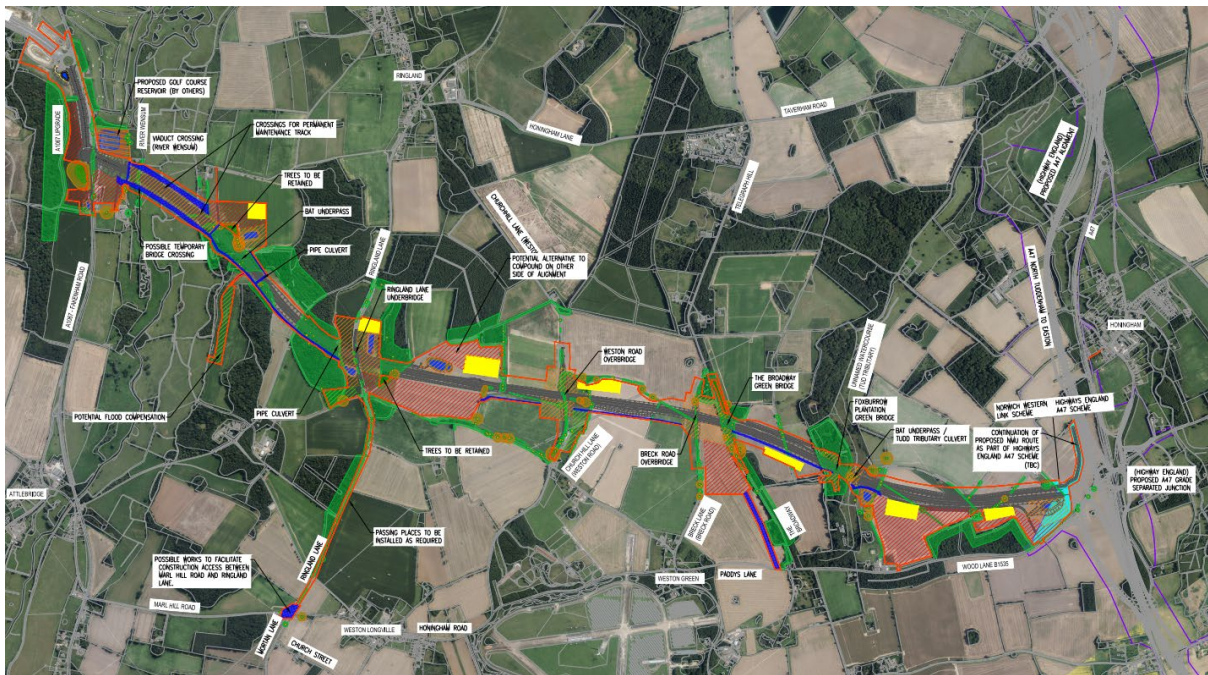 PROPOSED GOLF COURSE
RESERVOIR (BY OTHERS)
A1067 UPGRADE
RIVER WENSUM
VIADUCT CROSSING
(RIVER WENSUM)
CROSSINGS FOR PERMANENT
MAINTENANCE TRACK
TREES TO BE
RETAINED
BAT UNDERPASS
PIPE CULVERT
POSSIBLE TEMPORARY
BRIDGE CROSSING
A1067 - FAKENHAM ROAD
RINGLAND
HONINGHAM LANE
TAVERHAM ROAD
TELEGRAPH HILL
RINGLAND LANE
RINGLAND LANE
UNDERBRIDGE
CHURCHHILL LANE (WESTO
POTENTIAL ALTERNATIVE TO
COMPOUND ON OTHER
SIDE OF ALIGNMENT
(HIGHWAY ENGLAND)
PROPOSED A47 ALIGNMENT
A47
A47 NORTH TUDDENHAM TO EASTON
HONINGHAM
POTENTIAL FLOOD COMPENSATION
PIPE CULVERT
TREES TO BE RETAINED
WESTON ROAD
OVERBRIDGE
CHURCH HILL LANE
(WESTON ROAD)
THE BROADWAY
GREEN BRIDGE
BRECK ROAD
OVERBRIDGE
UNNAMED WATERCOURSE
(TUD TRIBUTARY)
FOXBURROW
PLANTATION
GREEN BRIDGE
BAT UNDERPASS /
TUDD TRIBUTARY CULVERT
NORWICH WESTERN
LINK SCHEME
HIGHWAYS ENGLAND
A47 SCHEME
CONTINUATION OF
PROPOSED NMU ROUTE
AS PART OF HIGHWAYS
ENGLAND A47 SCHEME
(TBC)
(HIGHWAY ENGLAND)
PROPOSED A47 GRADE
SEPARATED JUNCTION
ATTLEBRIDGE
PASSING PLACES TO BE
INSTALLED AS REQUIRED
RINGLAND LANE
POSSIBLE WORKS TO FACILITATE
CONSTRUCTION ACCESS BETWEEN
MARL HILL ROAD AND RINGLAND
LANE.
MARL HILL ROAD
MORTON LANE
CHURCH STREET
WESTON LONGVILLE
HONINGHAM ROAD
WESTON GREEN
BRECK LANE
(BRECK ROAD)
THE
BROADWAY
PADDYS LANE
WOOD LANE B1535